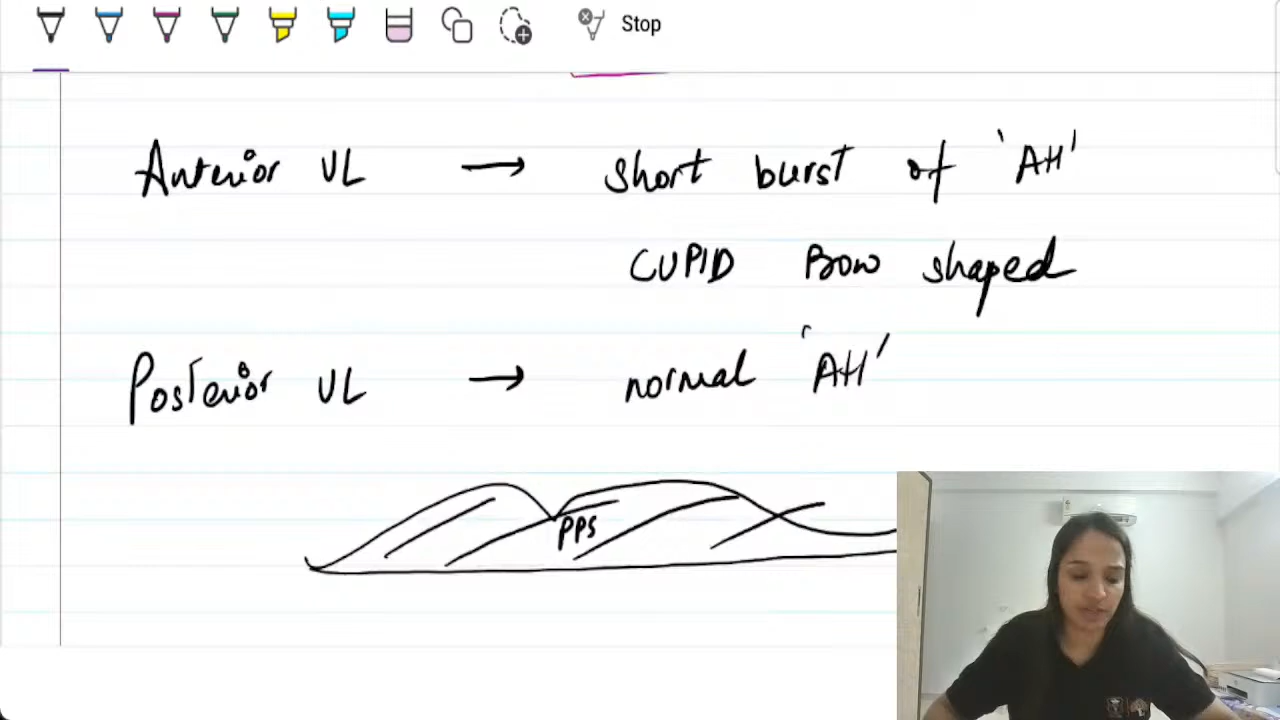 Stop
Anterior VL → short burst of 'AH'
CUPID Bow shaped
Posterior VL → normal 'AH'
PPS